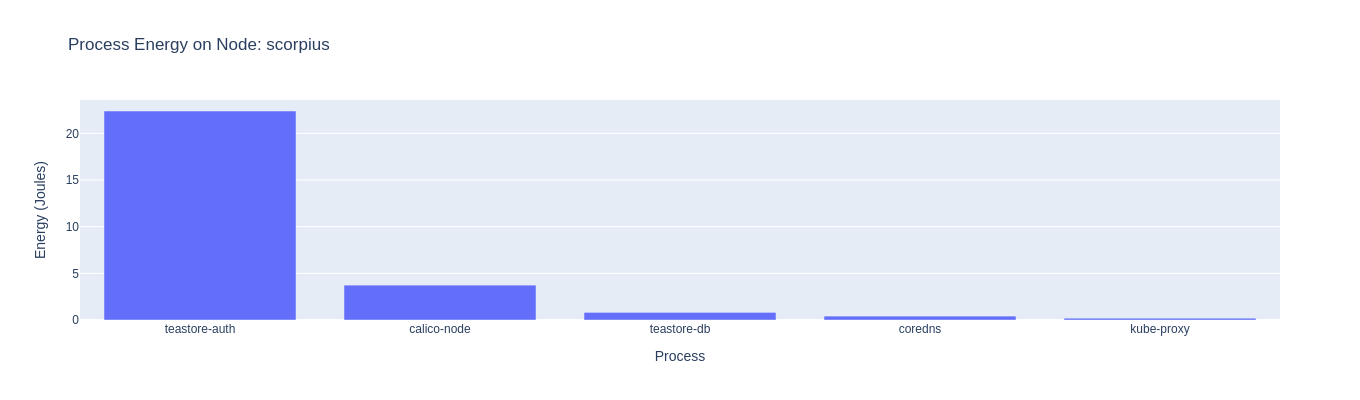 Process Energy on Node: scorpius
Energy (Joules)
20
15
10
5
0
teastore-auth
calico-node
teastore-db
coredns
kube-proxy
Process